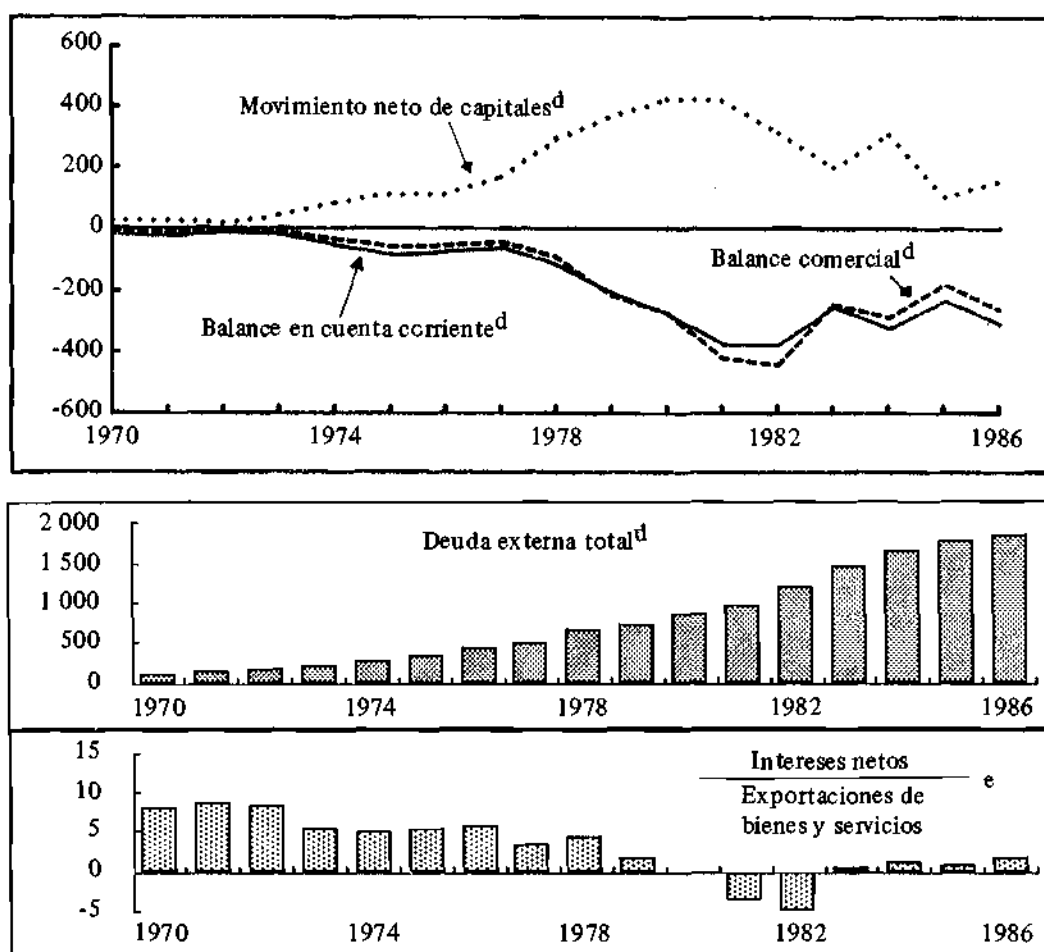 600
400
200
0
-200
-400
-600
Movimiento neto de capitales d
Balance comercial d
Balance en cuenta corriente d
1970 1974 1978 1982 1986
2 000
1 500
1 000
500
0
Deuda externa total d
1970 1974 1978 1982 1986
15
10
5
0
-5
Intereses netos
Exportaciones de
bienes y servicios
e
1970 1974 1978 1982 1986